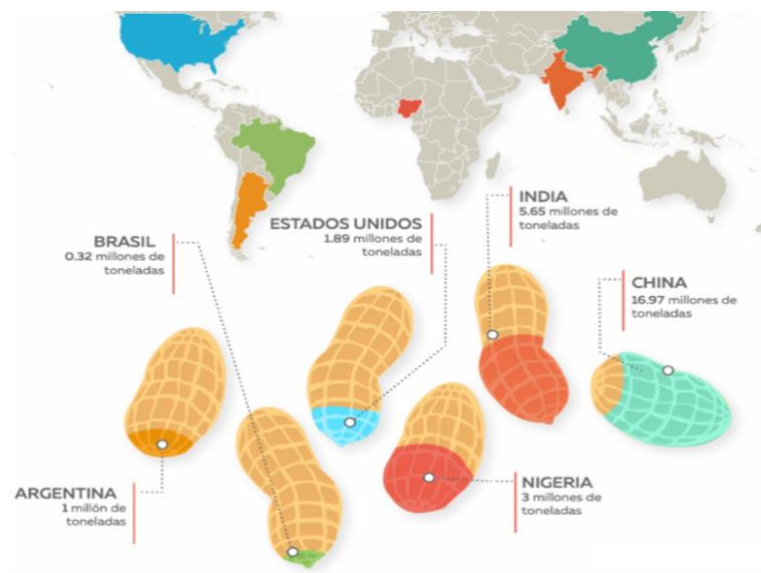 INDIA
5.65 millones de
toneladas
ESTADOS UNIDOS
1.89 millones de
toneladas
BRASIL
0.32 millones de
toneladas
CHINA
16.97 millones de
toneladas
ARGENTINA
1 millón de
toneladas
NIGERIA
3 millones de
toneladas